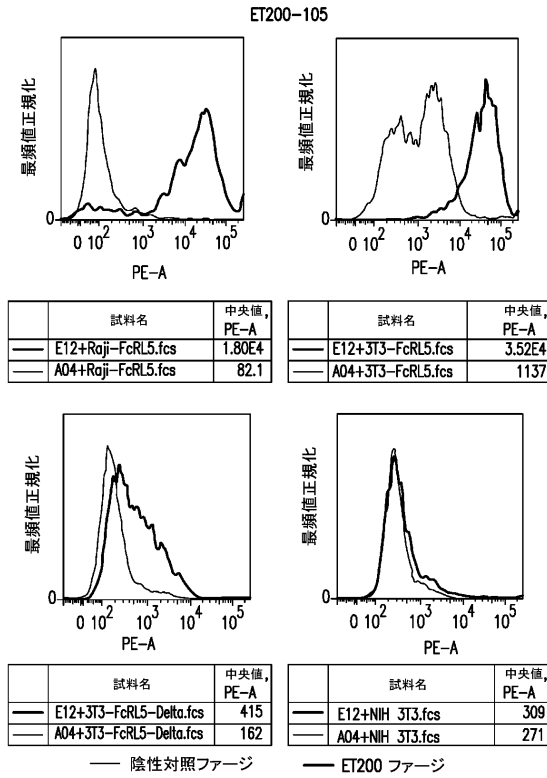 ET200-105
最頻値正規化
0
0 10² 10³ 10⁴ 10⁵
PE-A
最頻値正規化
0
0 10² 10³ 10⁴ 10⁵
PE-A
試料名 中央値, PE-A
E12+Raji-FcRL5.fcs 1.80E4
A04+Raji-FcRL5.fcs 82.1
試料名 中央値, PE-A
E12+3T3-FcRL5.fcs 3.52E4
A04+3T3-FcRL5.fcs 1137
最頻値正規化
0 10² 10³ 10⁴ 10⁵
PE-A
最頻値正規化
0 10² 10³ 10⁴ 10⁵
PE-A
試料名 中央値, PE-A
E12+3T3-FcRL5-Delta.fcs 415
A04+3T3-FcRL5-Delta.fcs 162
試料名 中央値, PE-A
E12+NIH 3T3.fcs 309
A04+NIH 3T3.fcs 271
陰性対照ファージ ET200 ファージ